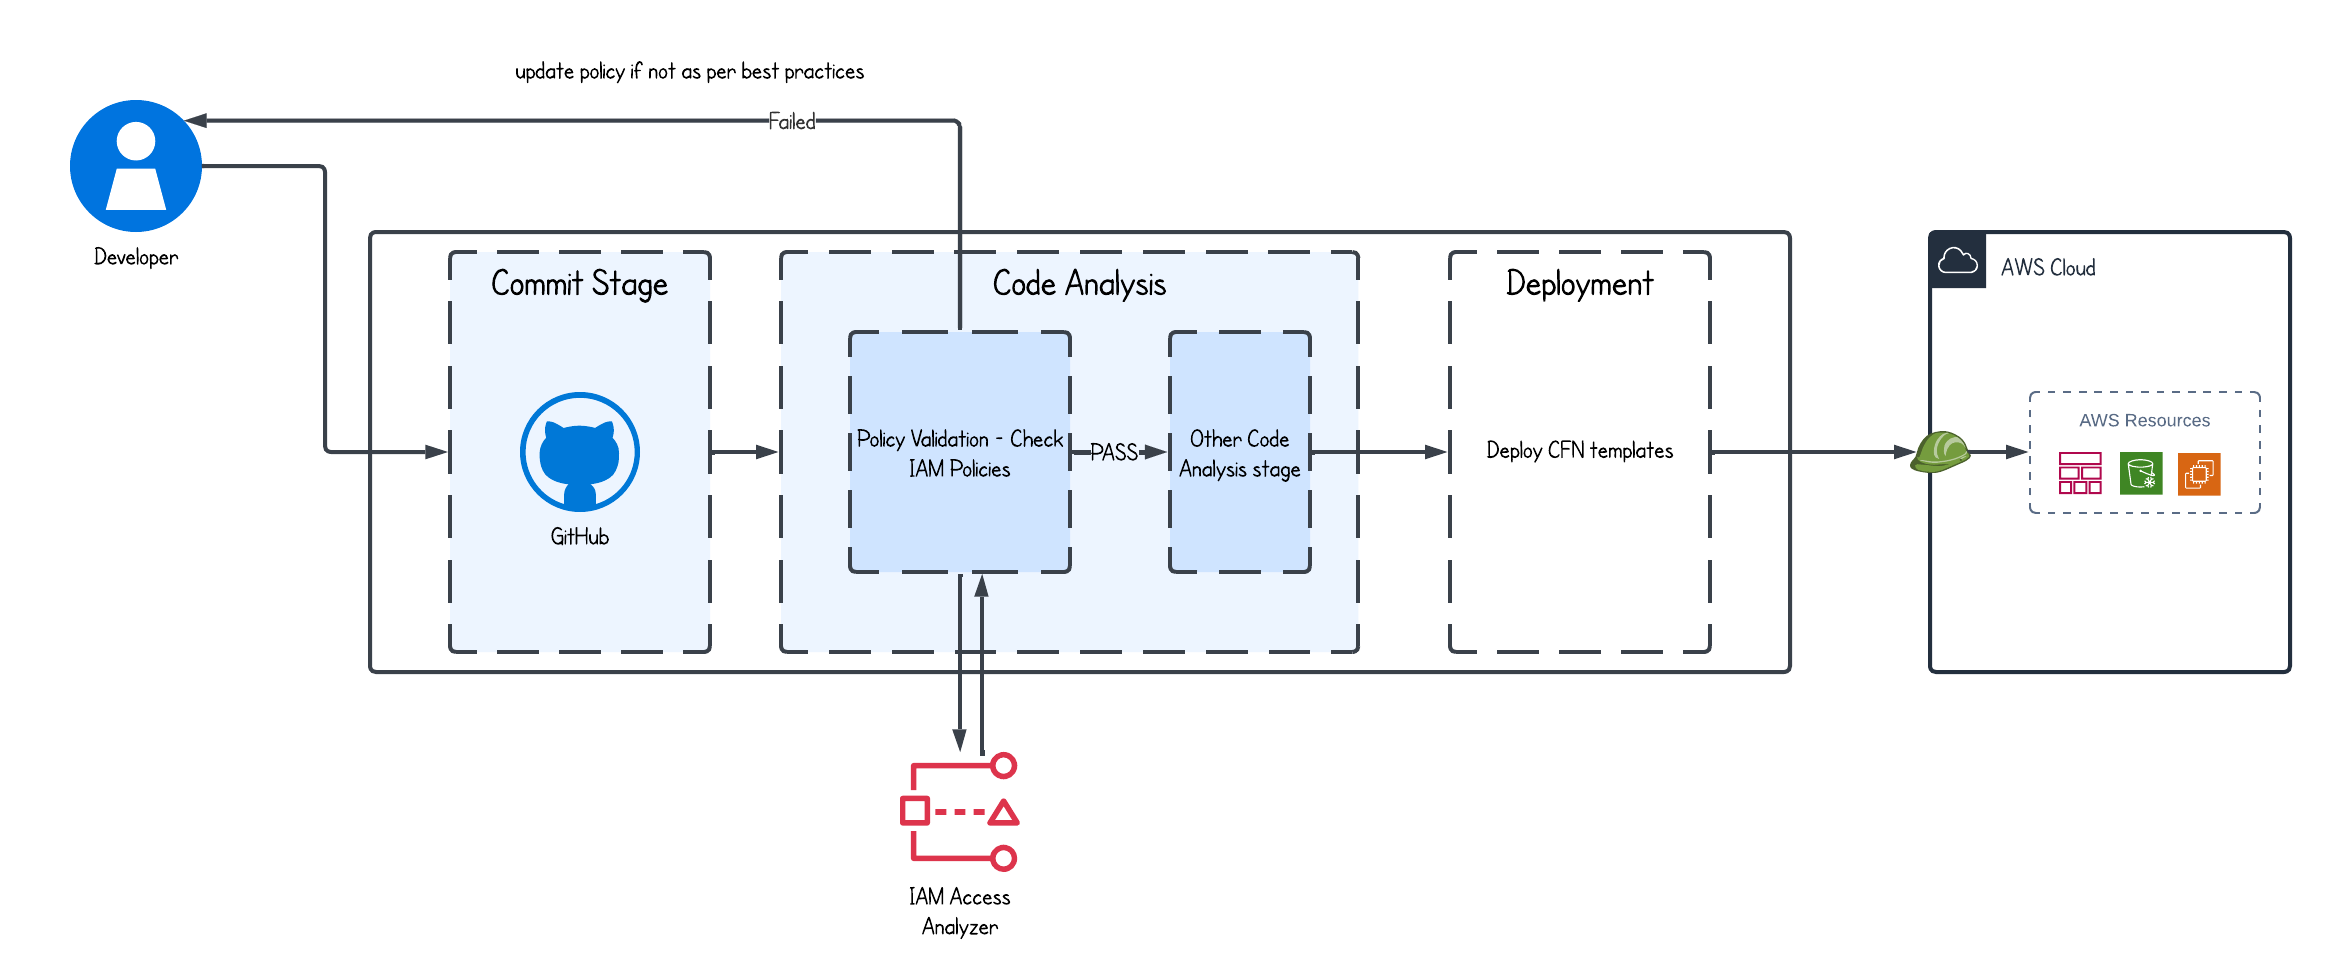 update policy if not as per best practices
Failed
Developer
Commit Stage
GitHub
Code Analysis
Policy Validation - Check
IAM Policies
PASS
Other Code
Analysis stage
Deployment
Deploy CFN templates
AWS Cloud
AWS Resources
IAM Access
Analyzer